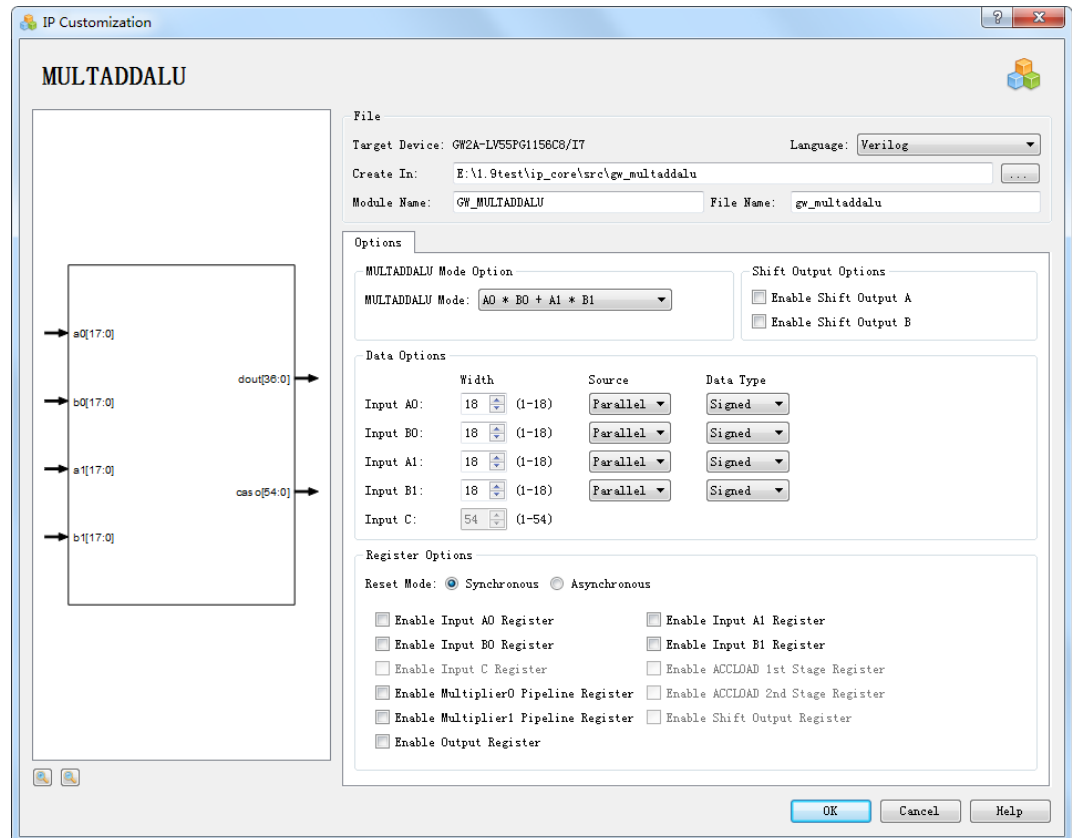 IP Customization
MULTADDALU
File
Target Device: GW2A-LV55PG1156C8/I7 Language: Verilog
Create In: E:\1.9test\ip_core\src\gw_multaddalu ...
Module Name: GW_MULTADDALU File Name: gw_multaddalu
Options
MULTADDALU Mode Option
MULTADDALU Mode: A0 * B0 + A1 * B1
Shift Output Options
Enable Shift Output A
Enable Shift Output B
a0[17:0]
b0[17:0]
a1[17:0]
b1[17:0]
dout[36:0]
caso[54:0]
Data Options
Width Source Data Type
Input A0: 18 (1-18) Parallel Signed
Input B0: 18 (1-18) Parallel Signed
Input A1: 18 (1-18) Parallel Signed
Input B1: 18 (1-18) Parallel Signed
Input C: 54 (1-54)
Register Options
Reset Mode: Synchronous Asynchronous
Enable Input A0 Register Enable Input A1 Register
Enable Input B0 Register Enable Input B1 Register
Enable Input C Register Enable ACCLOAD 1st Stage Register
Enable Multiplier0 Pipeline Register Enable ACCLOAD 2nd Stage Register
Enable Multiplier1 Pipeline Register Enable Shift Output Register
Enable Output Register
OK Cancel Help